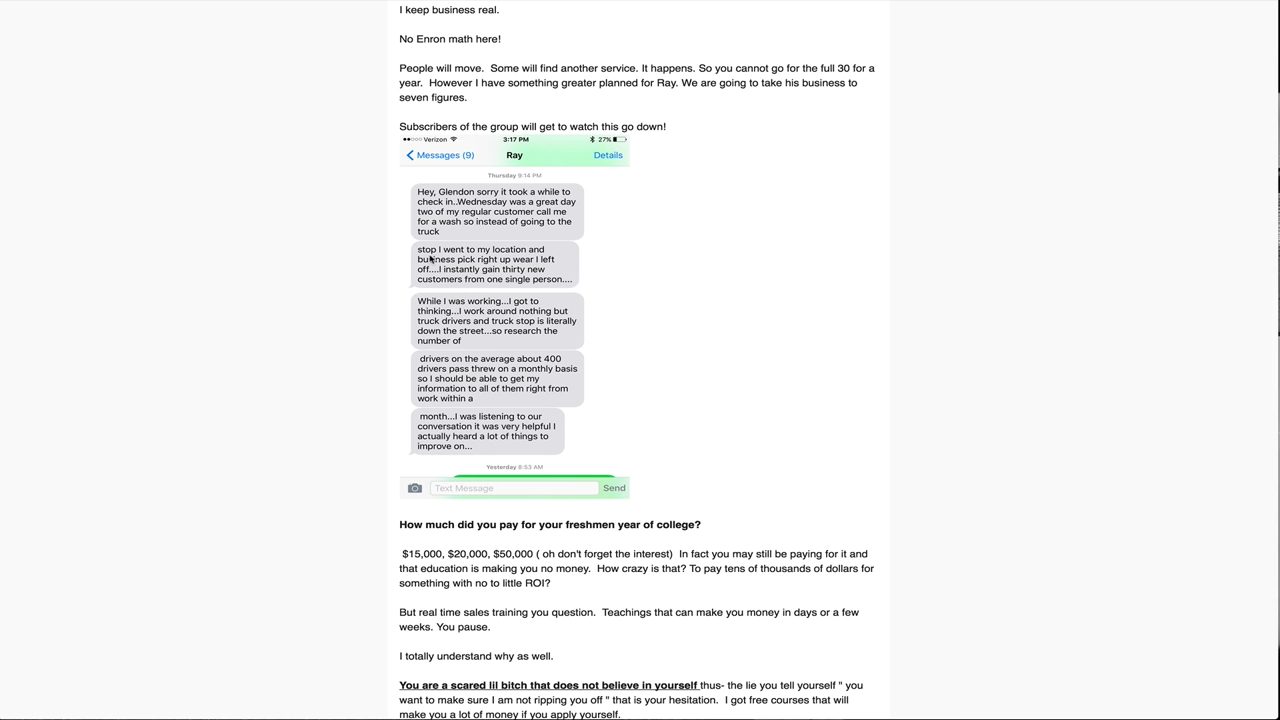 I keep business real.
No Enron math here!
People will move.  Some will find another service. It happens. So you cannot go for the full 30 for a
year.  However I have something greater planned for Ray. We are going to take his business to
seven figures.
Subscribers of the group will get to watch this go down!
Verizon 3:17 PM 27%
Messages (9) Ray Details
Thursday 9:14 PM
Hey, Glendon sorry it took a while to
check in..Wednesday was a great day
two of my regular customer call me
for a wash so instead of going to the
truck
stop I went to my location and
business pick right up wear I left
off....I instantly gain thirty new
customers from one single person....
While I was working...I got to
thinking...I work around nothing but
truck drivers and truck stop is literally
down the street...so research the
number of
drivers on the average about 400
drivers pass threw on a monthly basis
so I should be able to get my
information to all of them right from
work within a
month...I was listening to our
conversation it was very helpful I
actually heard a lot of things to
improve on...
Yesterday 8:53 AM
Text Message Send
How much did you pay for your freshmen year of college?
$15,000, $20,000, $50,000 ( oh don't forget the interest)  In fact you may still be paying for it and
that education is making you no money.  How crazy is that? To pay tens of thousands of dollars for
something with no to little ROI?
But real time sales training you question.  Teachings that can make you money in days or a few
weeks. You pause.
I totally understand why as well.
You are a scared lil bitch that does not believe in yourself thus- the lie you tell yourself " you
want to make sure I am not ripping you off " that is your hesitation.  I got free courses that will
make you a lot of money if you apply yourself.